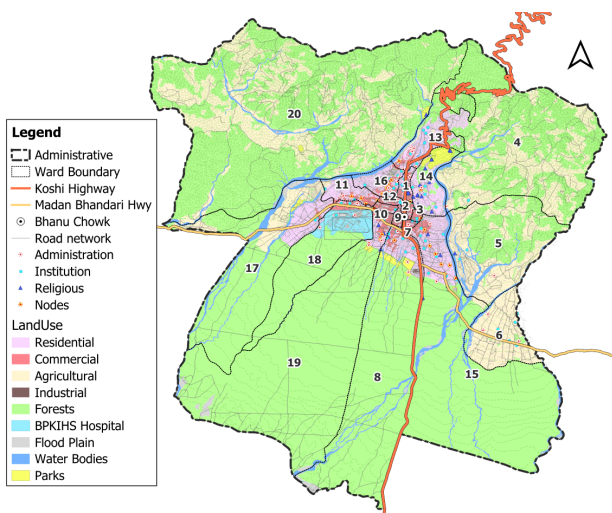 Legend
Administrative
Ward Boundary
Koshi Highway
Madan Bhandari Hwy
Bhanu Chowk
Road network
Administration
Institution
Religious
Nodes
LandUse
Residential
Commercial
Agricultural
Industrial
Forests
BPKIHS Hospital
Flood Plain
Water Bodies
Parks
20
13
4
14
16
11
1
12
2
3
10
9
7
5
17
18
6
19
8
15